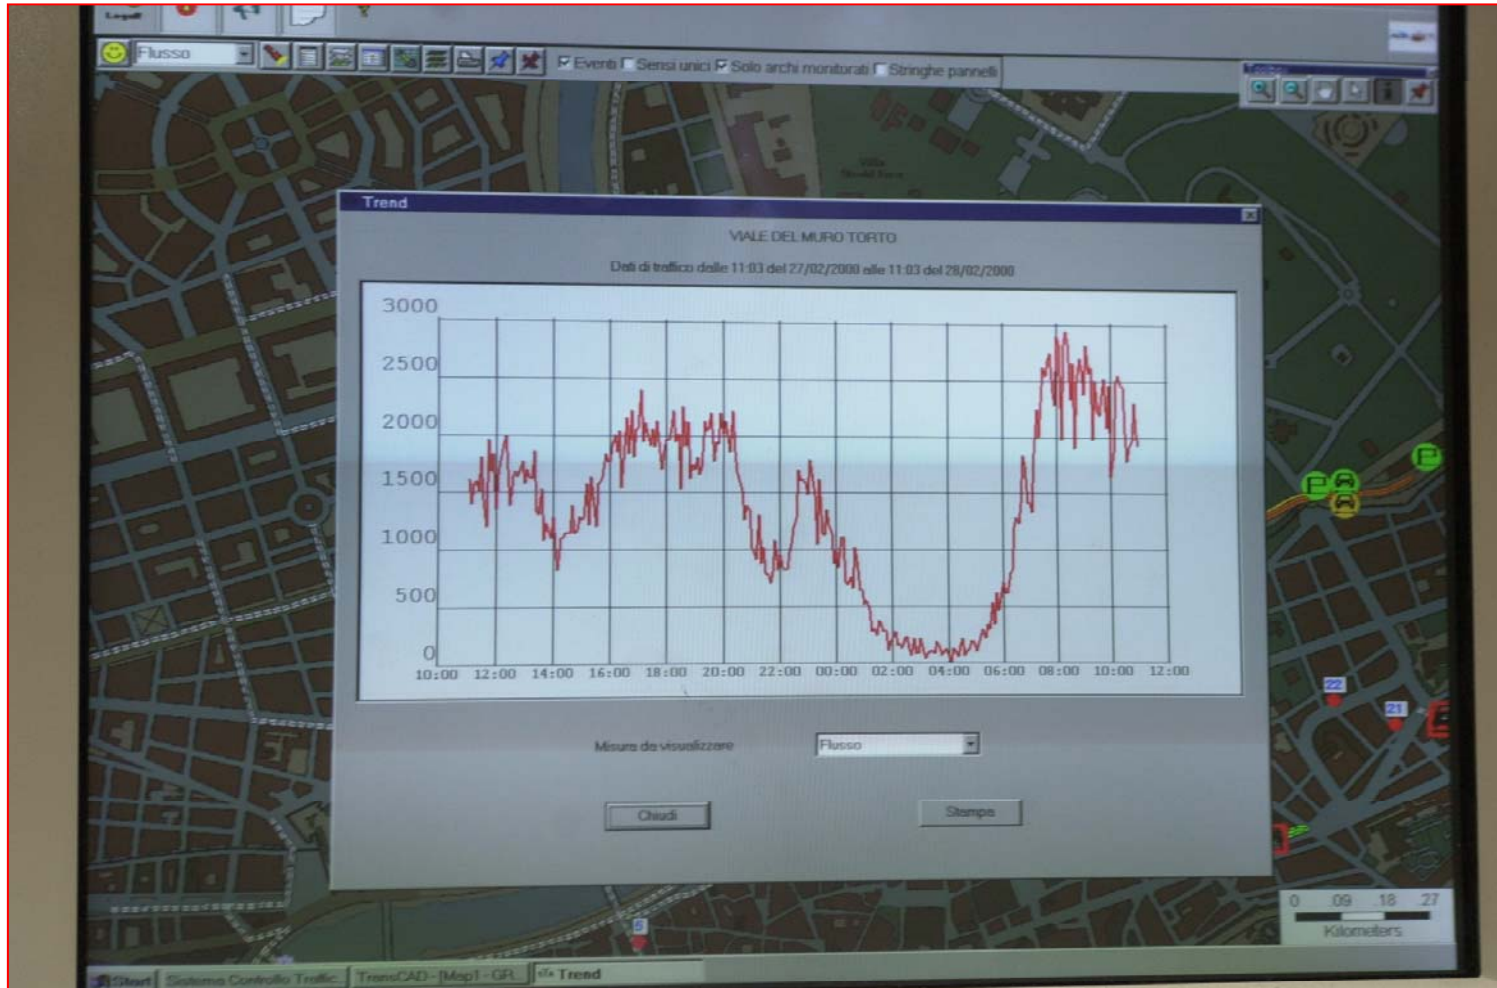 Legoff
Flusso
Eventi Sensi unici Solo archi monitorati Stringhe pannelli
Trend
VIALE DEL MURO TORTO
Dati di traffico dalle 11:03 del 27/02/2000 alle 11:03 del 28/02/2000
3000
2500
2000
1500
1000
500
0
10:00 12:00 14:00 16:00 18:00 20:00 22:00 00:00 02:00 04:00 06:00 08:00 10:00 12:00
22
21
Misura da visualizzare Flusso
Chiudi Stampa
0 .09 .18 .27
Kilometers
5
Start Sistema Controllo Traffic TransCAD - [Map1 - GR Trend